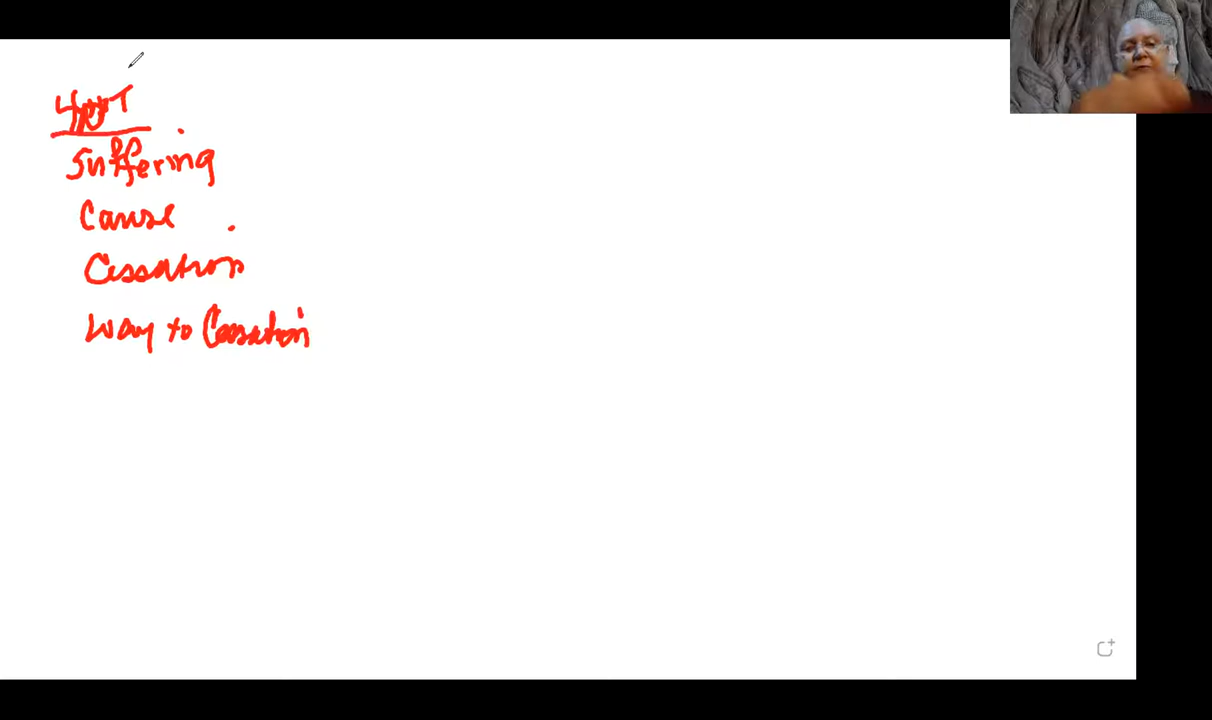 Suffering
Cause
Cessation
Way to Cessation